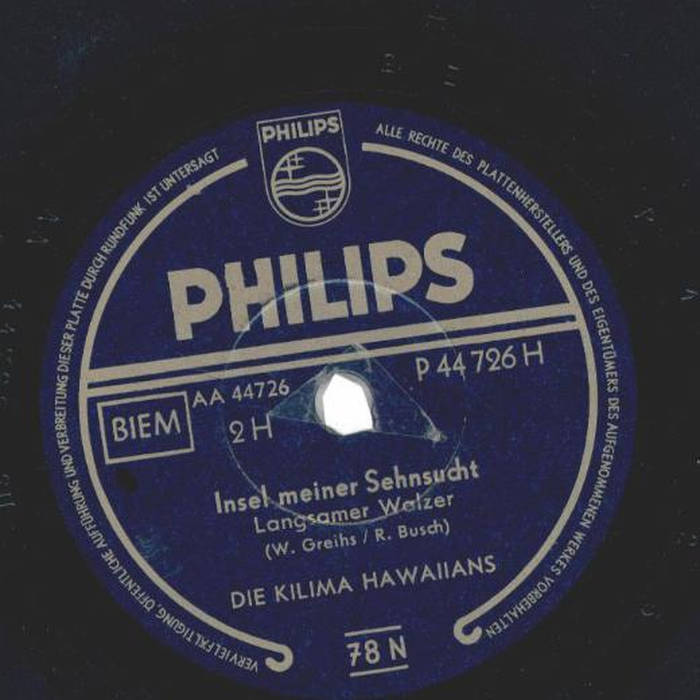 PHILIPS
ALLE RECHTE DES PLATTENHERSTELLERS UND DES EIGENTÜMERS DES AUFGENOMMENEN WERKES VORBEHALTEN
VERVIELFÄLTIGUNG, ÖFFENTLICHE AUFFÜHRUNG UND VERBREITUNG DIESER PLATTE DURCH RUNDFUNK IST UNTERSAGT
PHILIPS
P 44 726 H
BIEM
AA 44726
2 H
Insel meiner Sehnsucht
Langsamer Walzer
(W. Greihs / R. Busch)
DIE KILIMA HAWAIIANS
78 N